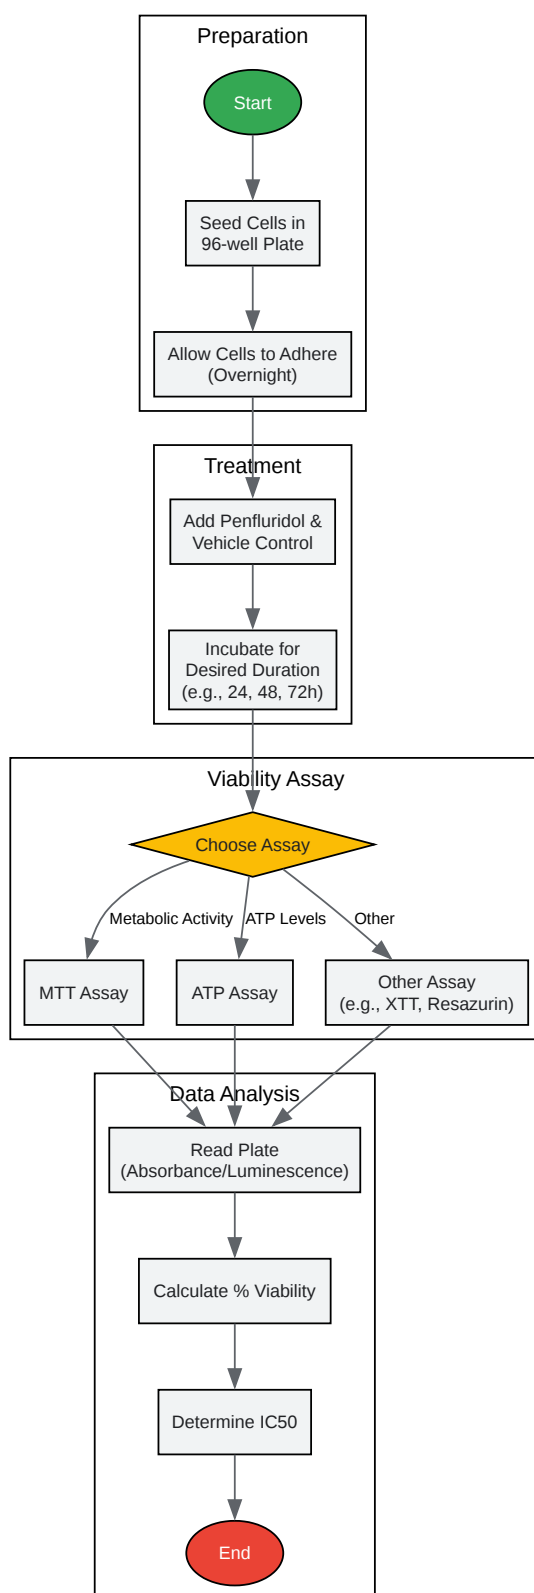 Preparation
Start
Seed Cells in
96-well Plate
Allow Cells to Adhere
(Overnight)
Treatment
Add Penfluridol &
Vehicle Control
Incubate for
Desired Duration
(e.g., 24, 48, 72h)
Viability Assay
Choose Assay
Metabolic Activity
ATP Levels
Other
MTT Assay
ATP Assay
Other Assay
(e.g., XTT, Resazurin)
Data Analysis
Read Plate
(Absorbance/Luminescence)
Calculate % Viability
Determine IC50
End